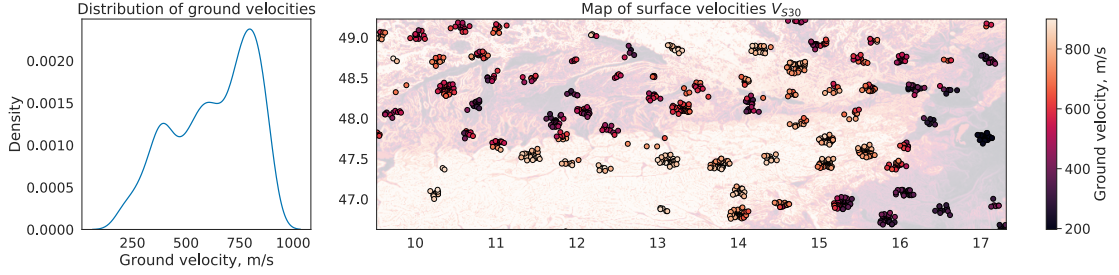 Distribution of ground velocities
Density
0.0020
0.0015
0.0010
0.0005
0.0000
250 500 750 1000
Ground velocity, m/s
Map of surface velocities V_{S30}
49.0
48.5
48.0
47.5
47.0
10 11 12 13 14 15 16 17
800
600
400
200
Ground velocity, m/s